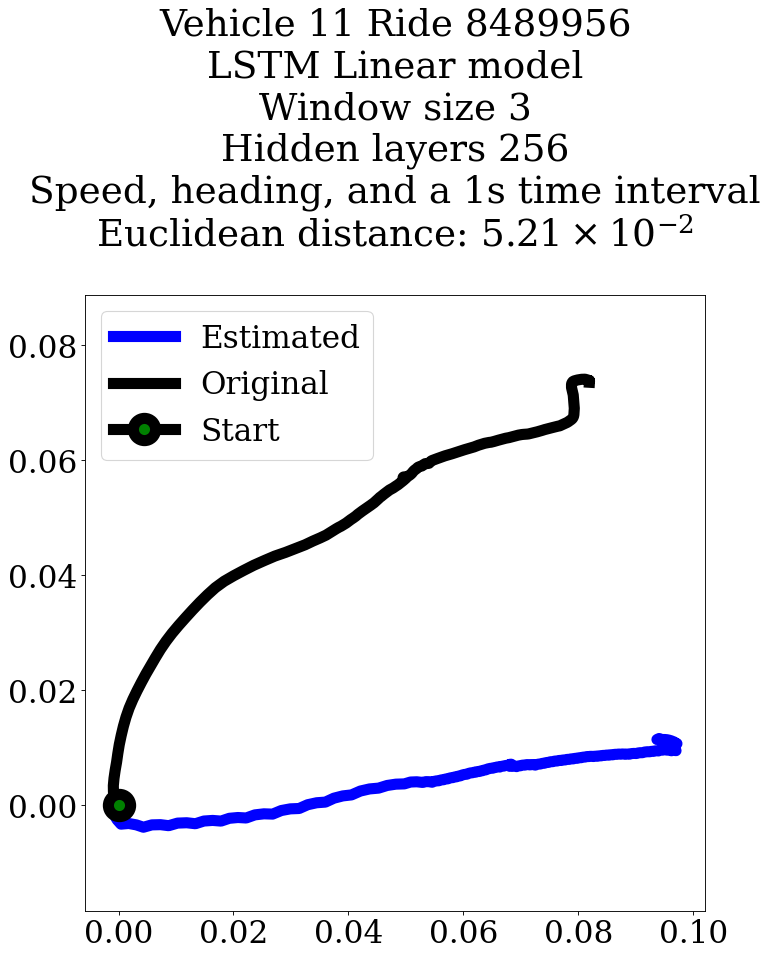 Vehicle 11 Ride 8489956
LSTM Linear model
Window size 3
Hidden layers 256
Speed, heading, and a 1s time interval
Euclidean distance: 5.21 × 10⁻²
Estimated
Original
Start
0.08
0.06
0.04
0.02
0.00
0.00 0.02 0.04 0.06 0.08 0.10